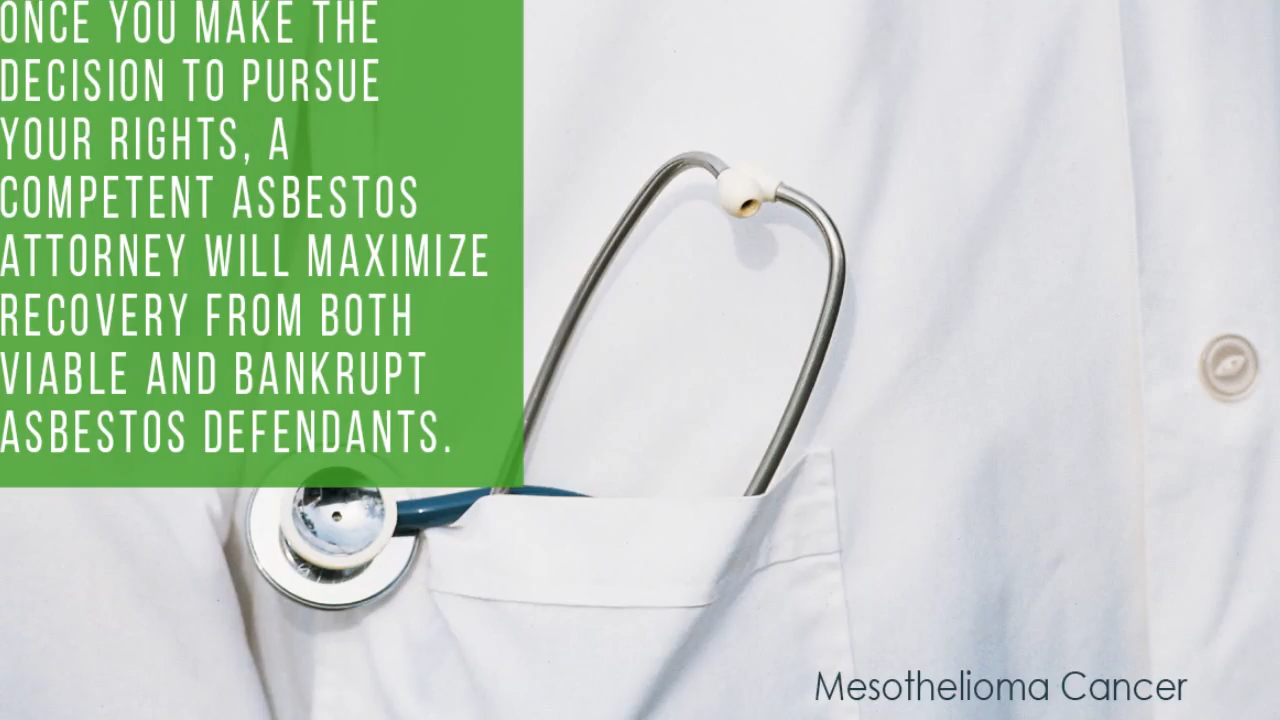 ONCE YOU MAKE THE
DECISION TO PURSUE
YOUR RIGHTS, A
COMPETENT ASBESTOS
ATTORNEY WILL MAXIMIZE
RECOVERY FROM BOTH
VIABLE AND BANKRUPT
ASBESTOS DEFENDANTS.
Mesothelioma Cancer